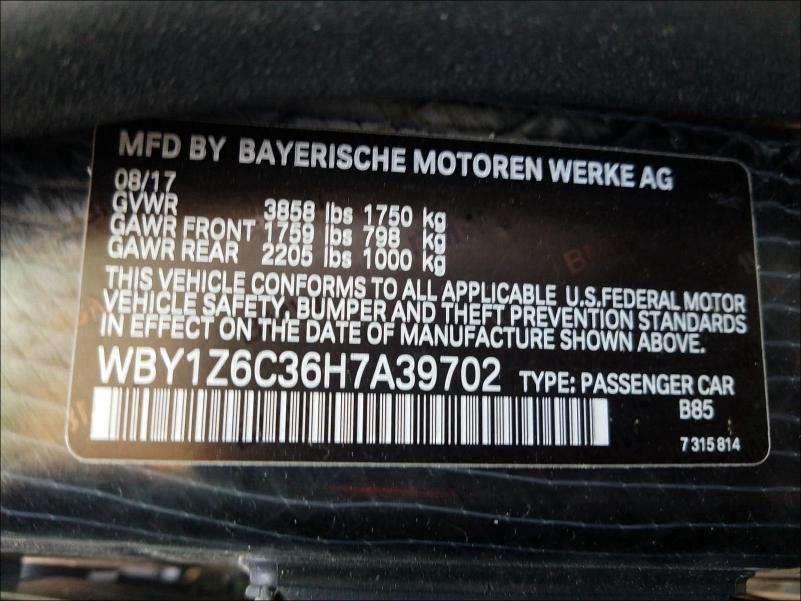 MFD BY BAYERISCHE MOTOREN WERKE AG
08/17
GVWR 3858 lbs 1750 kg
GAWR FRONT 1759 lbs 798 kg
GAWR REAR 2205 lbs 1000 kg
THIS VEHICLE CONFORMS TO ALL APPLICABLE U.S.FEDERAL MOTOR
VEHICLE SAFETY, BUMPER AND THEFT PREVENTION STANDARDS
IN EFFECT ON THE DATE OF MANUFACTURE SHOWN ABOVE.
WBY1Z6C36H7A39702 TYPE: PASSENGER CAR
B85
7 315 814